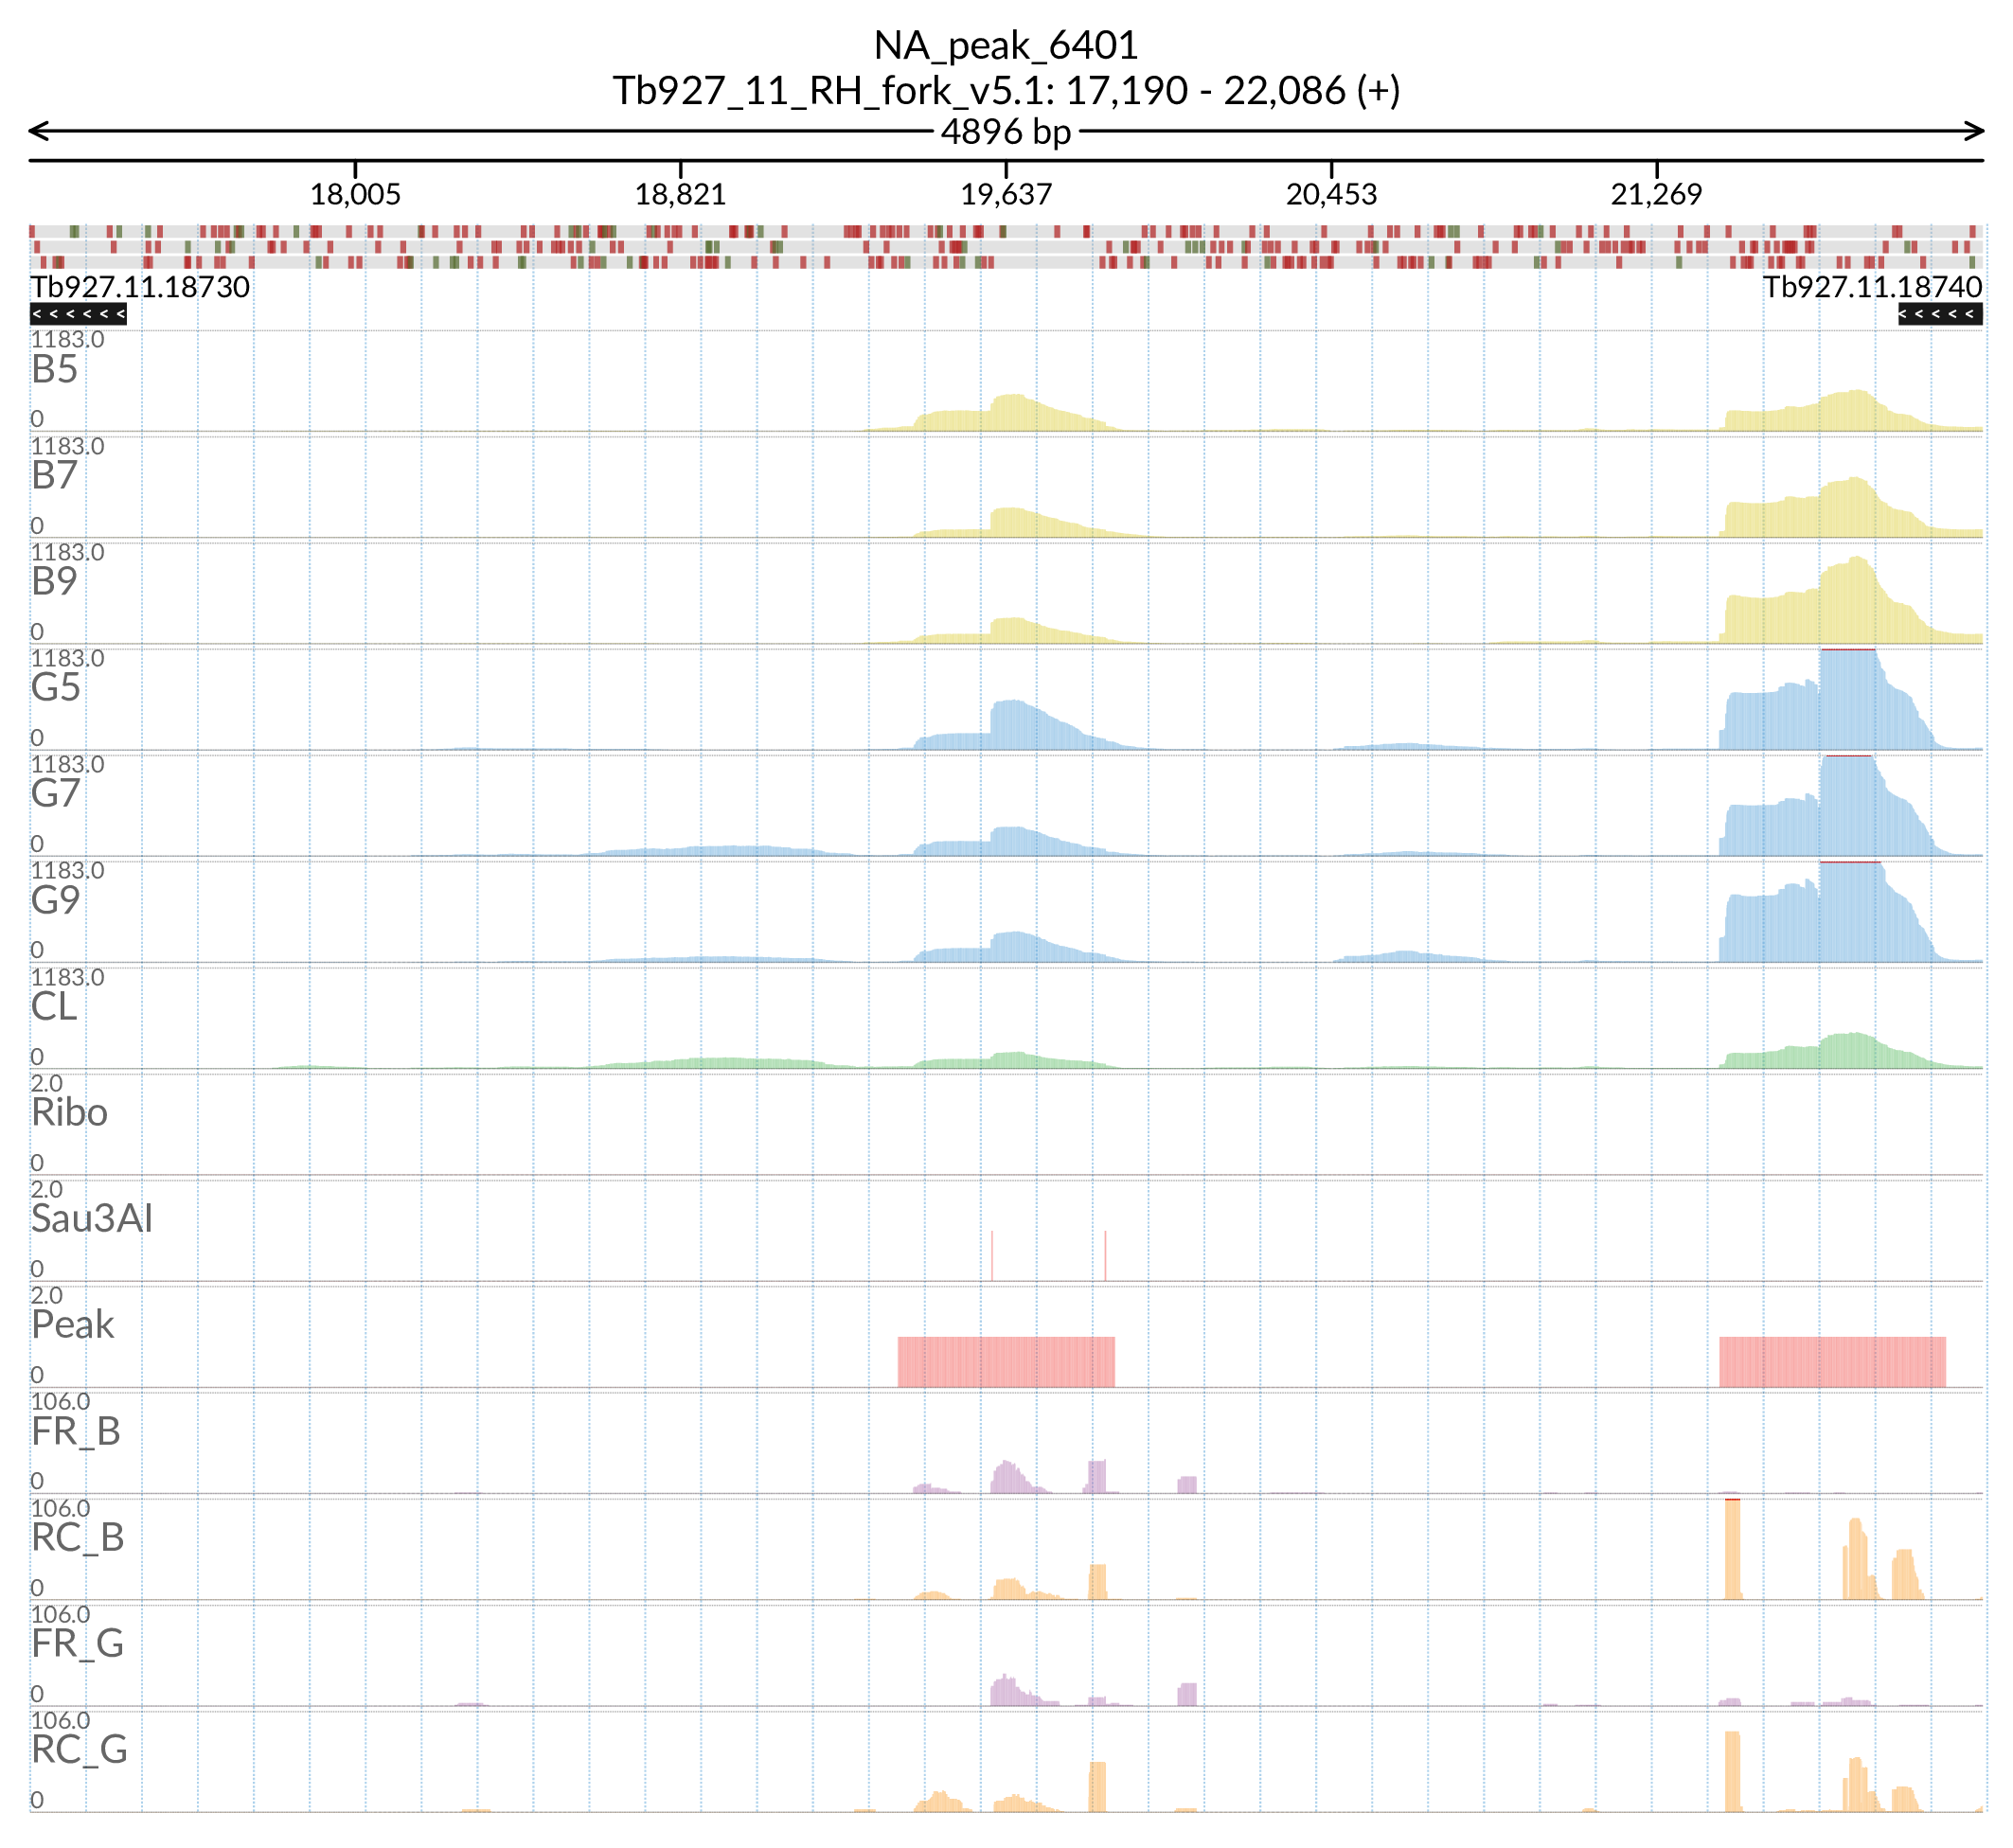 NA_peak_6401
Tb927_11_RH_fork_v5.1: 17,190 - 22,086 (+)
4896 bp
18,005 18,821 19,637 20,453 21,269
Tb927.11.18730 Tb927.11.18740
1183.0
B5
0
1183.0
B7
0
1183.0
B9
0
1183.0
G5
0
1183.0
G7
0
1183.0
G9
0
1183.0
CL
0
2.0
Ribo
0
2.0
Sau3AI
0
2.0
Peak
0
106.0
FR_B
0
106.0
RC_B
0
106.0
FR_G
0
106.0
RC_G
0